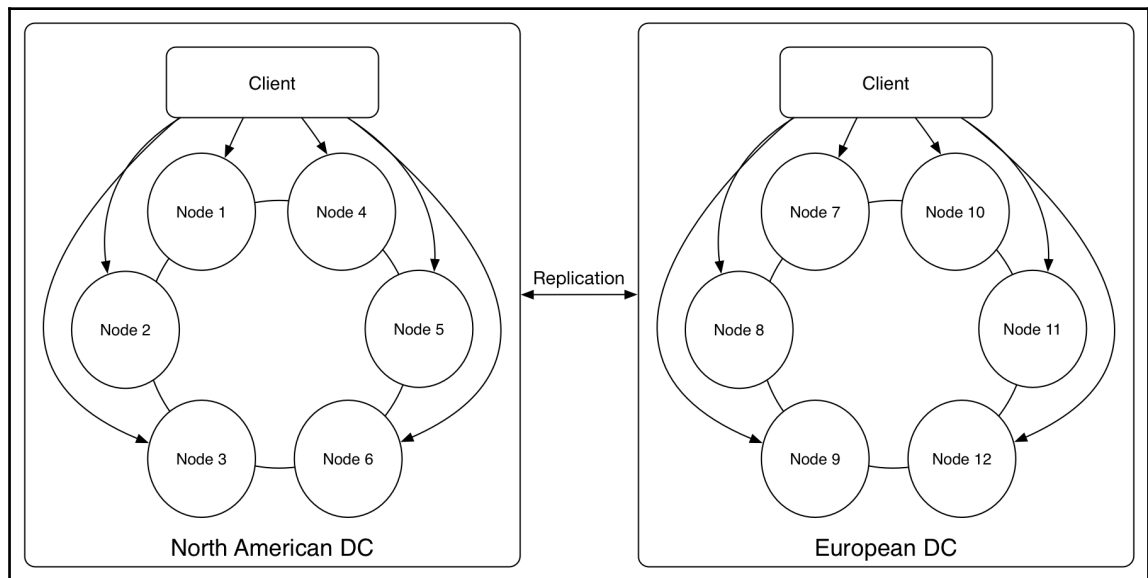 Client
Node 1
Node 4
Node 2
Node 5
Node 3
Node 6
North American DC
Replication
Client
Node 7
Node 10
Node 8
Node 11
Node 9
Node 12
European DC